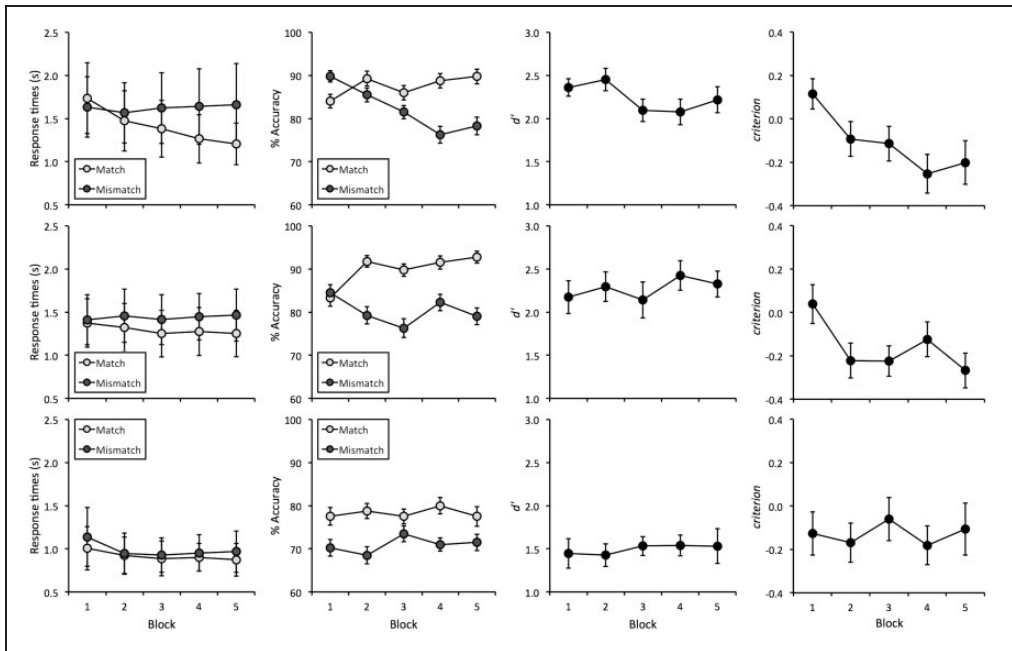 2.5
2.0
1.5
1.0
0.5
Response times (s)
Match
Mismatch
100
90
80
70
60
% Accuracy
Match
Mismatch
3.0
2.5
2.0
1.5
1.0
d'
0.4
0.2
0.0
-0.2
-0.4
criterion
2.5
2.0
1.5
1.0
0.5
Response times (s)
Match
Mismatch
100
90
80
70
60
% Accuracy
Match
Mismatch
3.0
2.5
2.0
1.5
1.0
d'
0.4
0.2
0.0
-0.2
-0.4
criterion
2.5
2.0
1.5
1.0
0.5
Response times (s)
Match
Mismatch
1 2 3 4 5
Block
100
90
80
70
60
% Accuracy
Match
Mismatch
1 2 3 4 5
Block
3.0
2.5
2.0
1.5
1.0
d'
1 2 3 4 5
Block
0.4
0.2
0.0
-0.2
-0.4
criterion
1 2 3 4 5
Block